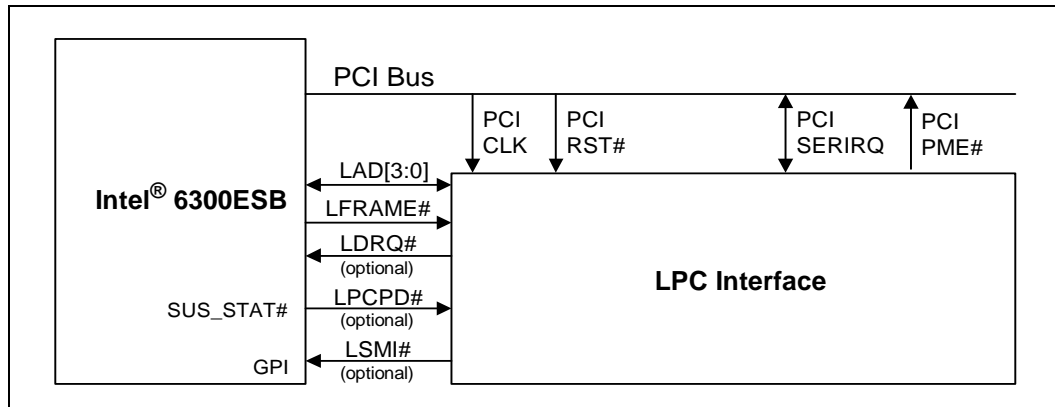 PCI Bus
PCI CLK
PCI RST#
PCI SERIRQ
PCI PME#
Intel® 6300ESB
LAD[3:0]
LFRAME#
LDRQ#
(optional)
SUS_STAT#
LPCPD#
(optional)
GPI
LSMI#
(optional)
LPC Interface